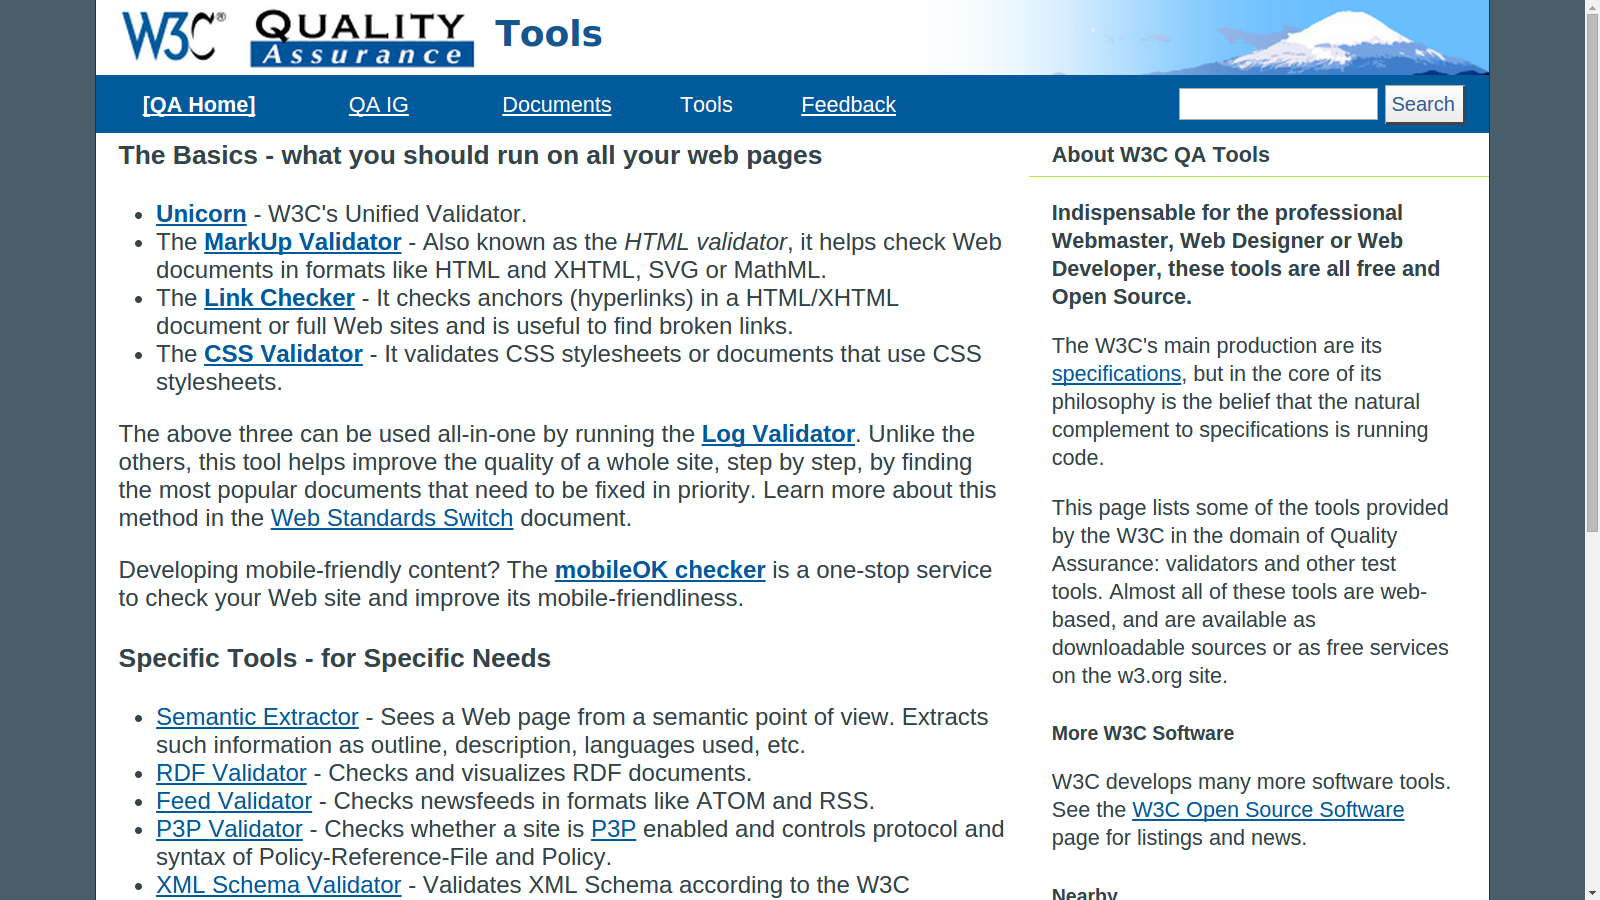 W3C® QUALITY Assurance Tools
[QA Home] QA IG Documents Tools Feedback Search
The Basics - what you should run on all your web pages
• Unicorn - W3C's Unified Validator.
• The MarkUp Validator - Also known as the HTML validator, it helps check Web
documents in formats like HTML and XHTML, SVG or MathML.
• The Link Checker - It checks anchors (hyperlinks) in a HTML/XHTML
document or full Web sites and is useful to find broken links.
• The CSS Validator - It validates CSS stylesheets or documents that use CSS
stylesheets.
The above three can be used all-in-one by running the Log Validator. Unlike the
others, this tool helps improve the quality of a whole site, step by step, by finding
the most popular documents that need to be fixed in priority. Learn more about this
method in the Web Standards Switch document.
Developing mobile-friendly content? The mobileOK checker is a one-stop service
to check your Web site and improve its mobile-friendliness.
Specific Tools - for Specific Needs
• Semantic Extractor - Sees a Web page from a semantic point of view. Extracts
such information as outline, description, languages used, etc.
• RDF Validator - Checks and visualizes RDF documents.
• Feed Validator - Checks newsfeeds in formats like ATOM and RSS.
• P3P Validator - Checks whether a site is P3P enabled and controls protocol and
syntax of Policy-Reference-File and Policy.
• XML Schema Validator - Validates XML Schema according to the W3C
About W3C QA Tools
Indispensable for the professional
Webmaster, Web Designer or Web
Developer, these tools are all free and
Open Source.
The W3C's main production are its
specifications, but in the core of its
philosophy is the belief that the natural
complement to specifications is running
code.
This page lists some of the tools provided
by the W3C in the domain of Quality
Assurance: validators and other test
tools. Almost all of these tools are web-
based, and are available as
downloadable sources or as free services
on the w3.org site.
More W3C Software
W3C develops many more software tools.
See the W3C Open Source Software
page for listings and news.
Nearby